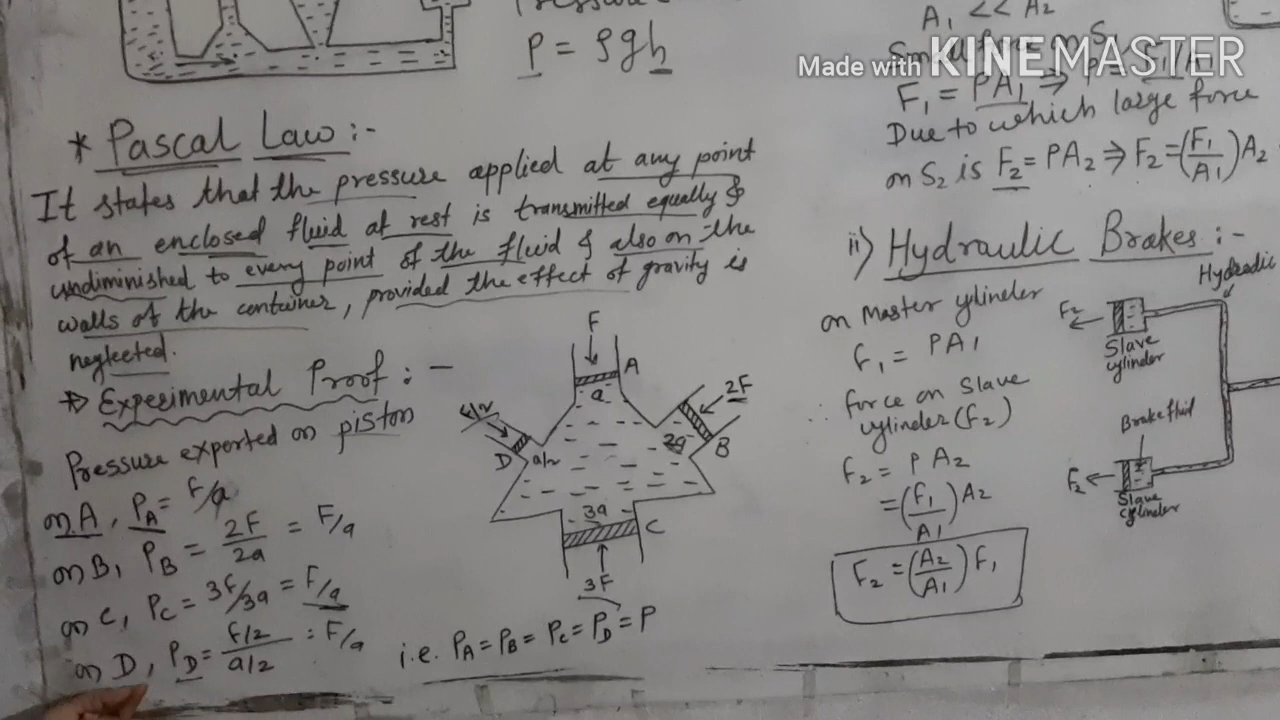 P = ρgh
* Pascal Law:-
It states that the pressure applied at any point
of an enclosed fluid at rest is transmitted equally &
undiminished to every point of the fluid & also on the
walls of the container, provided the effect of gravity is
neglected.
Experimental Proof:-
Pressure exported on piston
on A, PA = F/a
on B, PB = 2F/2a = F/a
on C, PC = 3F/3a = F/a
on D, PD = F/2 / a/2 = F/a
F
A
a
2F
2a
B
D
a/2
3a
C
3F
i.e. PA = PB = PC = PD = P
A1 << A2
Made with KINEMASTER
F1 = PA1 ⇒ P = F1/A1
Due to which large force
on S2 is F2 = PA2 ⇒ F2 = (F1/A1) A2
ii) Hydraulic Brakes:-
on Master cylinder
F1 = PA1
∴ force on Slave
cylinder (F2)
F2 = PA2
= (F1/A1) A2
F2 = (A2/A1) F1
F2
Slave
cylinder
Brake fluid
F2
Slave
cylinder